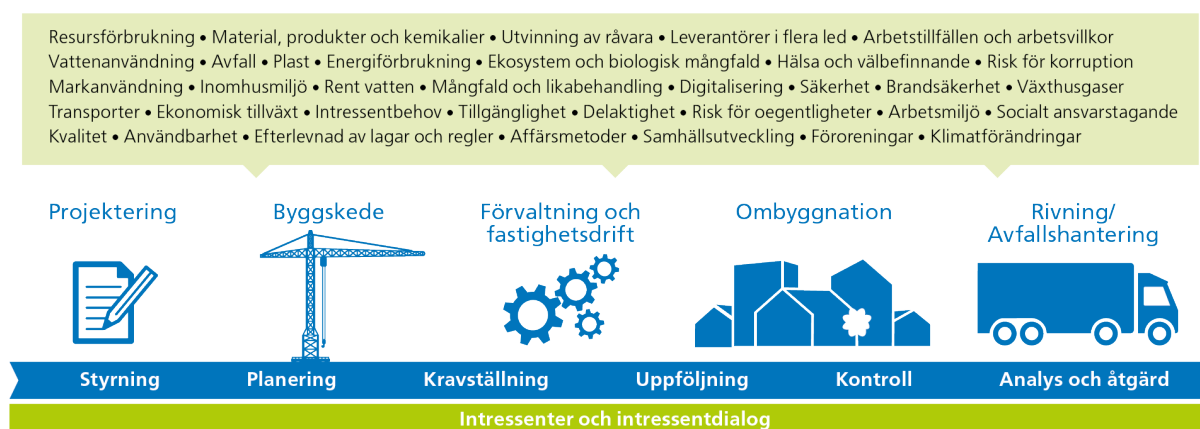 Resursförbrukning • Material, produkter och kemikalier • Utvinning av råvara • Leverantörer i flera led • Arbetstillfällen och arbetsvillkor
Vattenanvändning • Avfall • Plast • Energiförbrukning • Ekosystem och biologisk mångfald • Hälsa och välbefinnande • Risk för korruption
Markanvändning • Inomhusmiljö • Rent vatten • Mångfald och likabehandling • Digitalisering • Säkerhet • Brandsäkerhet • Växthusgaser
Transporter • Ekonomisk tillväxt • Intressentbehov • Tillgänglighet • Delaktighet • Risk för oegentligheter • Arbetsmiljö • Socialt ansvarstagande
Kvalitet • Användbarhet • Efterlevnad av lagar och regler • Affärsmetoder • Samhällsutveckling • Föroreningar • Klimatförändringar
Projektering
Byggskede
Förvaltning och
fastighetsdrift
Ombyggnation
Rivning/
Avfallshantering
Styrning
Planering
Kravställning
Uppföljning
Kontroll
Analys och åtgärd
Intressenter och intressentdialog